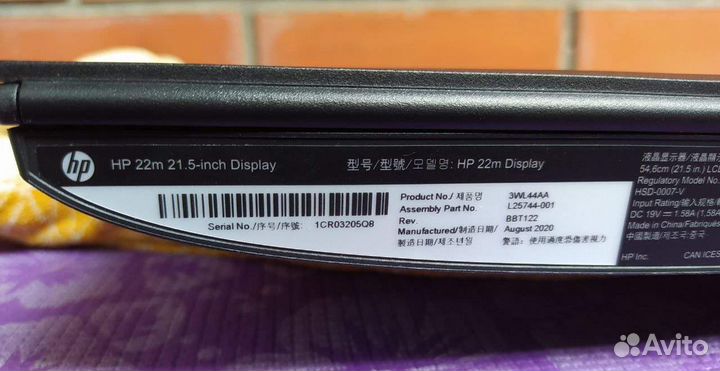 hp HP 22m 21.5-inch Display 型号/型號/모델명: HP 22m Display
Serial No./序号/序號: 1CR03205Q8
Product No./ 제품명 3WL44AA
Assembly Part No. L25744-001
Rev. BBT122
Manufactured/制造日期/ August 2020
製造日期/제조년월 警語: 使用過度恐傷視力
液晶显示器/液晶顯示
54,6cm (21.5 in.) LCD
Regulatory Model No.
HSD-0007-V
Input Rating/输入规格/
DC 19V 1.58A (1,58A
Made in China/Fabriqué
中国制造/제조국:중국
HP Inc. CAN ICES
Avito